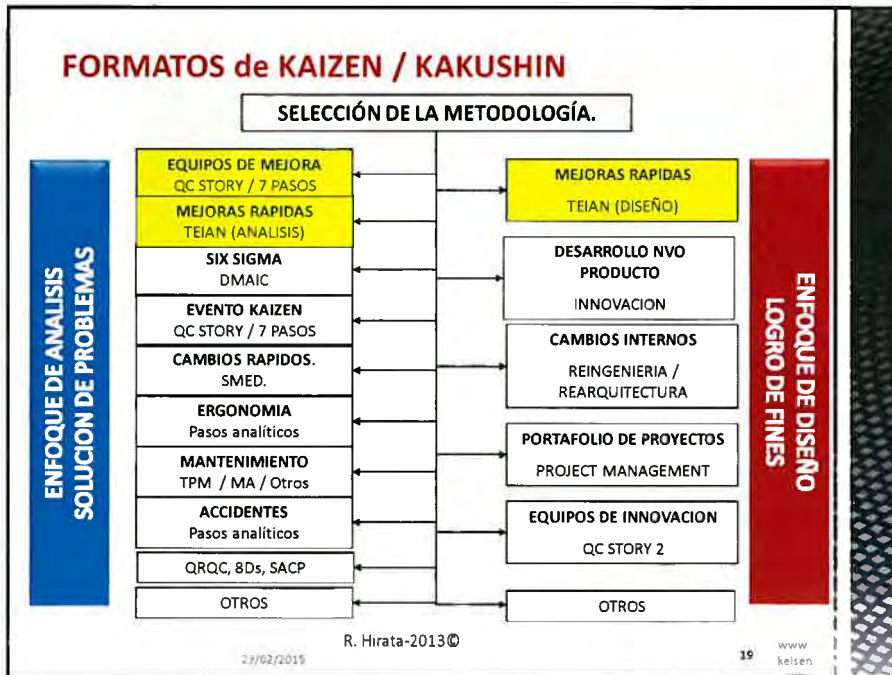 FORMATOS de KAIZEN / KAKUSHIN
SELECCIÓN DE LA METODOLOGÍA.
ENFOQUE DE ANALISIS
SOLUCION DE PROBLEMAS
EQUIPOS DE MEJORA
QC STORY / 7 PASOS
MEJORAS RAPIDAS
TEIAN (ANALISIS)
SIX SIGMA
DMAIC
EVENTO KAIZEN
QC STORY / 7 PASOS
CAMBIOS RAPIDOS.
SMED.
ERGONOMIA
Pasos analíticos
MANTENIMIENTO
TPM / MA / Otros
ACCIDENTES
Pasos analíticos
QRQC, 8Ds, SACP
OTROS
MEJORAS RAPIDAS
TEIAN (DISEÑO)
DESARROLLO NVO
PRODUCTO
INNOVACION
CAMBIOS INTERNOS
REINGENIERIA /
REARQUITECTURA
PORTAFOLIO DE PROYECTOS
PROJECT MANAGEMENT
EQUIPOS DE INNOVACION
QC STORY 2
OTROS
ENFOQUE DE DISEÑO
LOGRO DE FINES
R. Hirata-2013©
23/02/2015
19
www
keisen